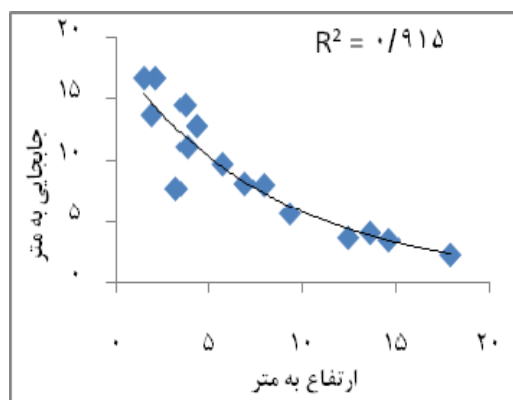 R² = ۰/۹۱۵
۲۰
۱۵
۱۰
۵
۰
جابجایی به متر
۰ ۵ ۱۰ ۱۵ ۲۰
ارتفاع به متر